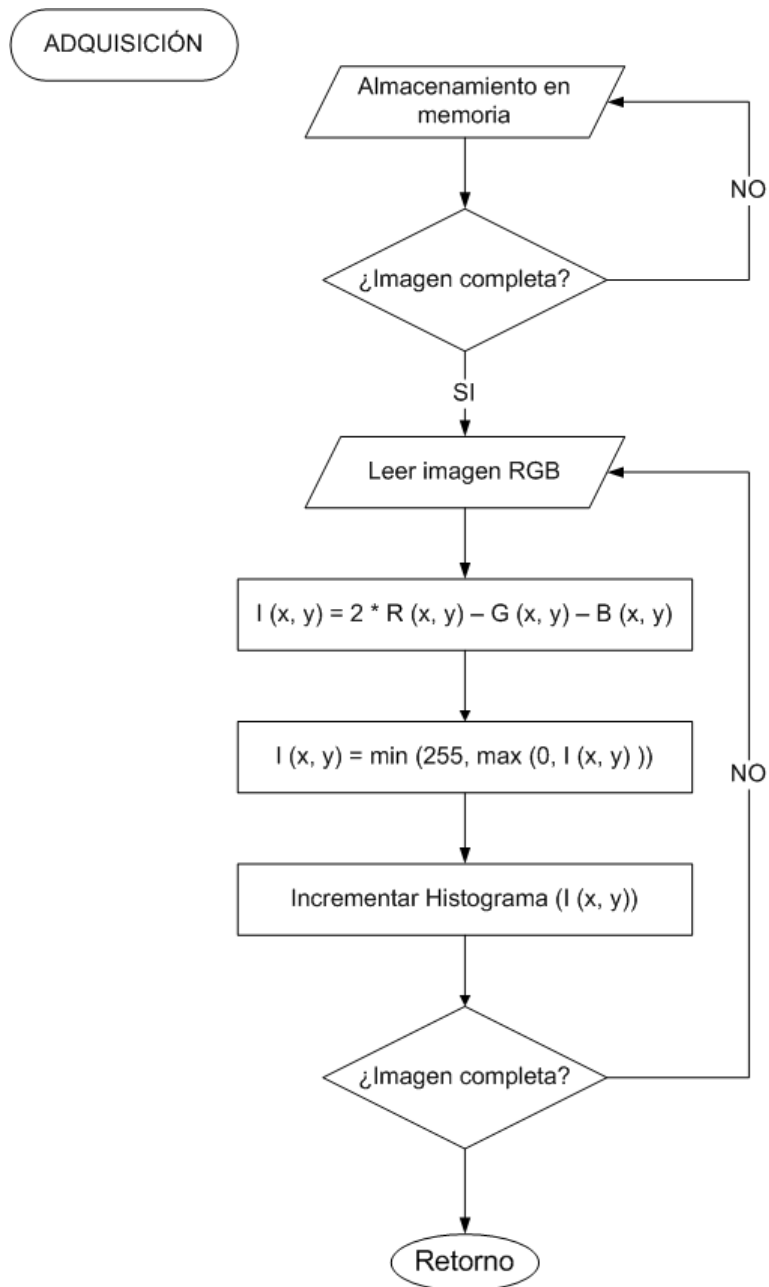 ADQUISICIÓN
Almacenamiento en
memoria
NO
¿Imagen completa?
SI
Leer imagen RGB
I (x, y) = 2 * R (x, y) – G (x, y) – B (x, y)
I (x, y) = min (255, max (0, I (x, y) ))
NO
Incrementar Histograma (I (x, y))
¿Imagen completa?
Retorno